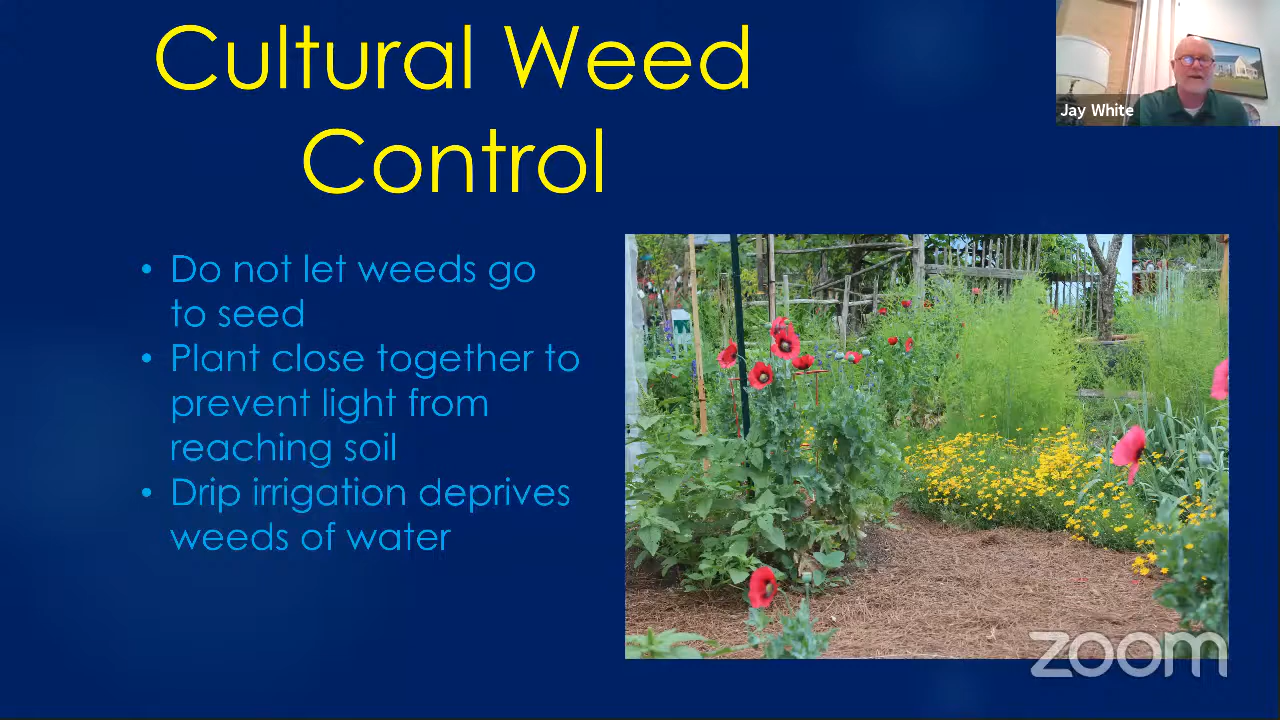 Cultural Weed
Control
Jay White
• Do not let weeds go
to seed
• Plant close together to
prevent light from
reaching soil
• Drip irrigation deprives
weeds of water
zoom